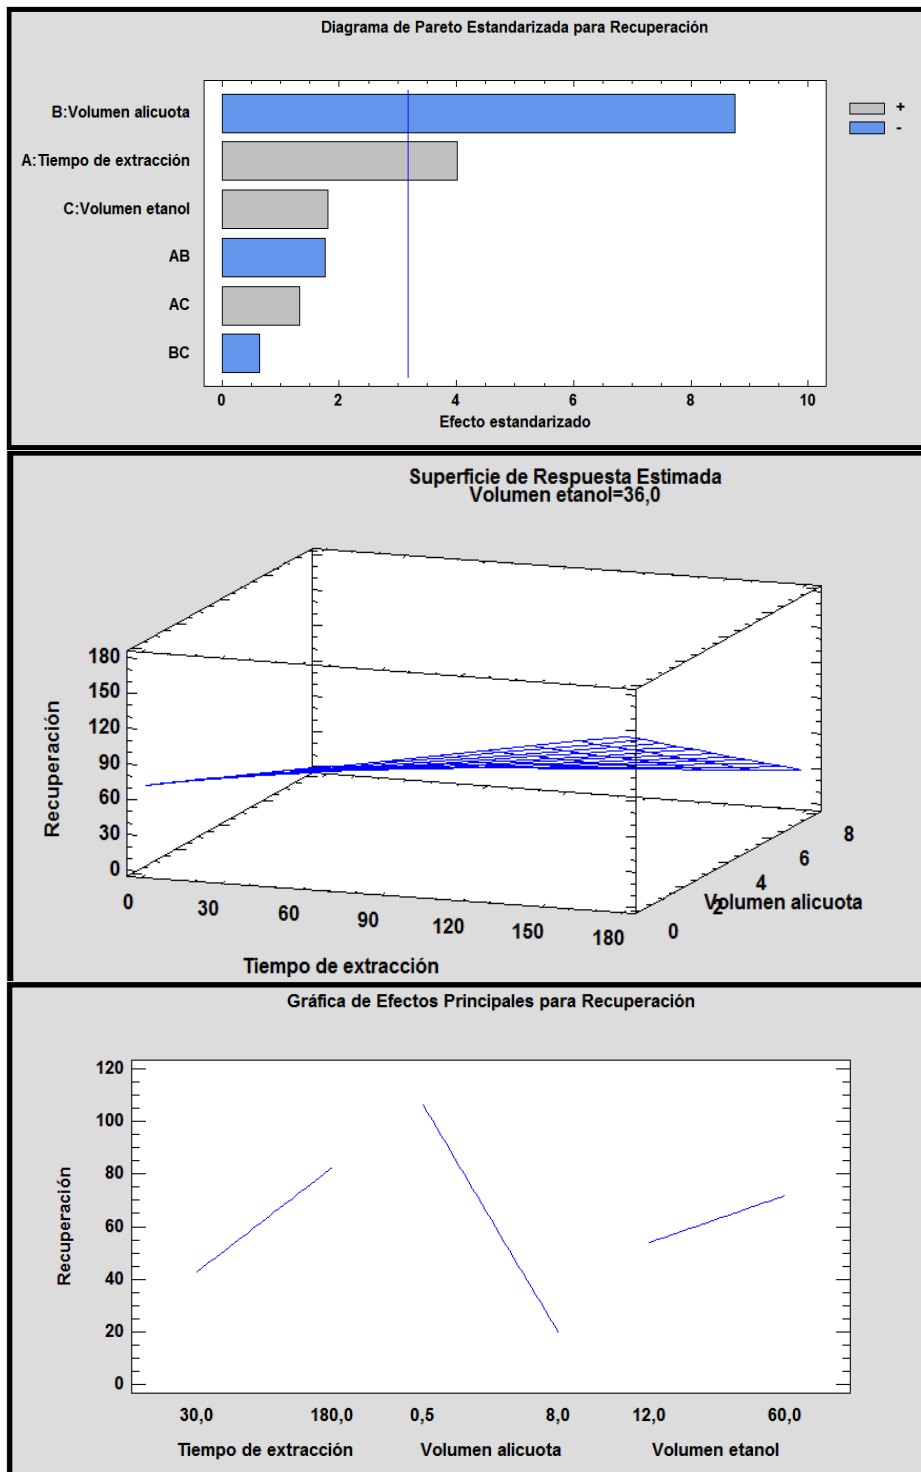 Diagrama de Pareto Estandarizada para Recuperación
B:Volumen alicuota
A:Tiempo de extracción
C:Volumen etanol
AB
AC
BC
+
-
0 2 4 6 8 10
Efecto estandarizado
Superficie de Respuesta Estimada
Volumen etanol=36,0
180
150
120
90
60
30
0
Recuperación
0 30 60 90 120 150 180
Tiempo de extracción
0 2 4 6 8
Volumen alicuota
Gráfica de Efectos Principales para Recuperación
120
100
80
60
40
20
0
Recuperación
30,0 180,0 0,5 8,0 12,0 60,0
Tiempo de extracción Volumen alicuota Volumen etanol